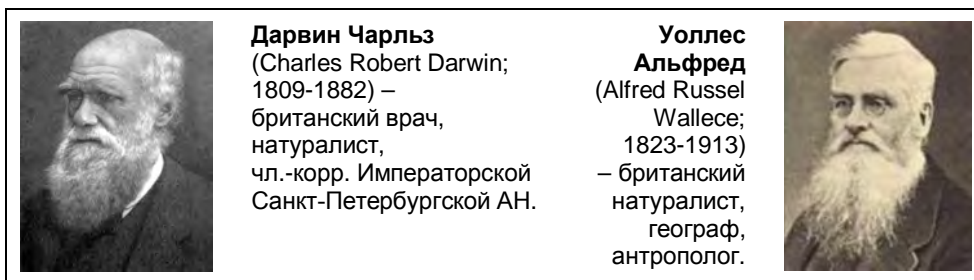 Дарвин Чарльз
(Charles Robert Darwin;
1809-1882) –
британский врач,
натуралист,
чл.-корр. Императорской
Санкт-Петербургской АН.
Уоллес
Альфред
(Alfred Russel
Wallece;
1823-1913)
– британский
натуралист,
географ,
антрополог.